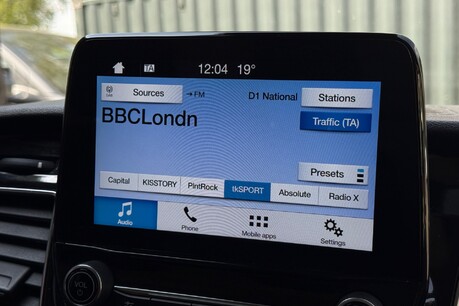 TA 12:04 19°
Sources → FM D1 National Stations
BBCLondn
Traffic (TA)
Presets
Capital KISSTORY PlntRock tkSPORT Absolute Radio X
Audio Phone Mobile apps Settings
VOL